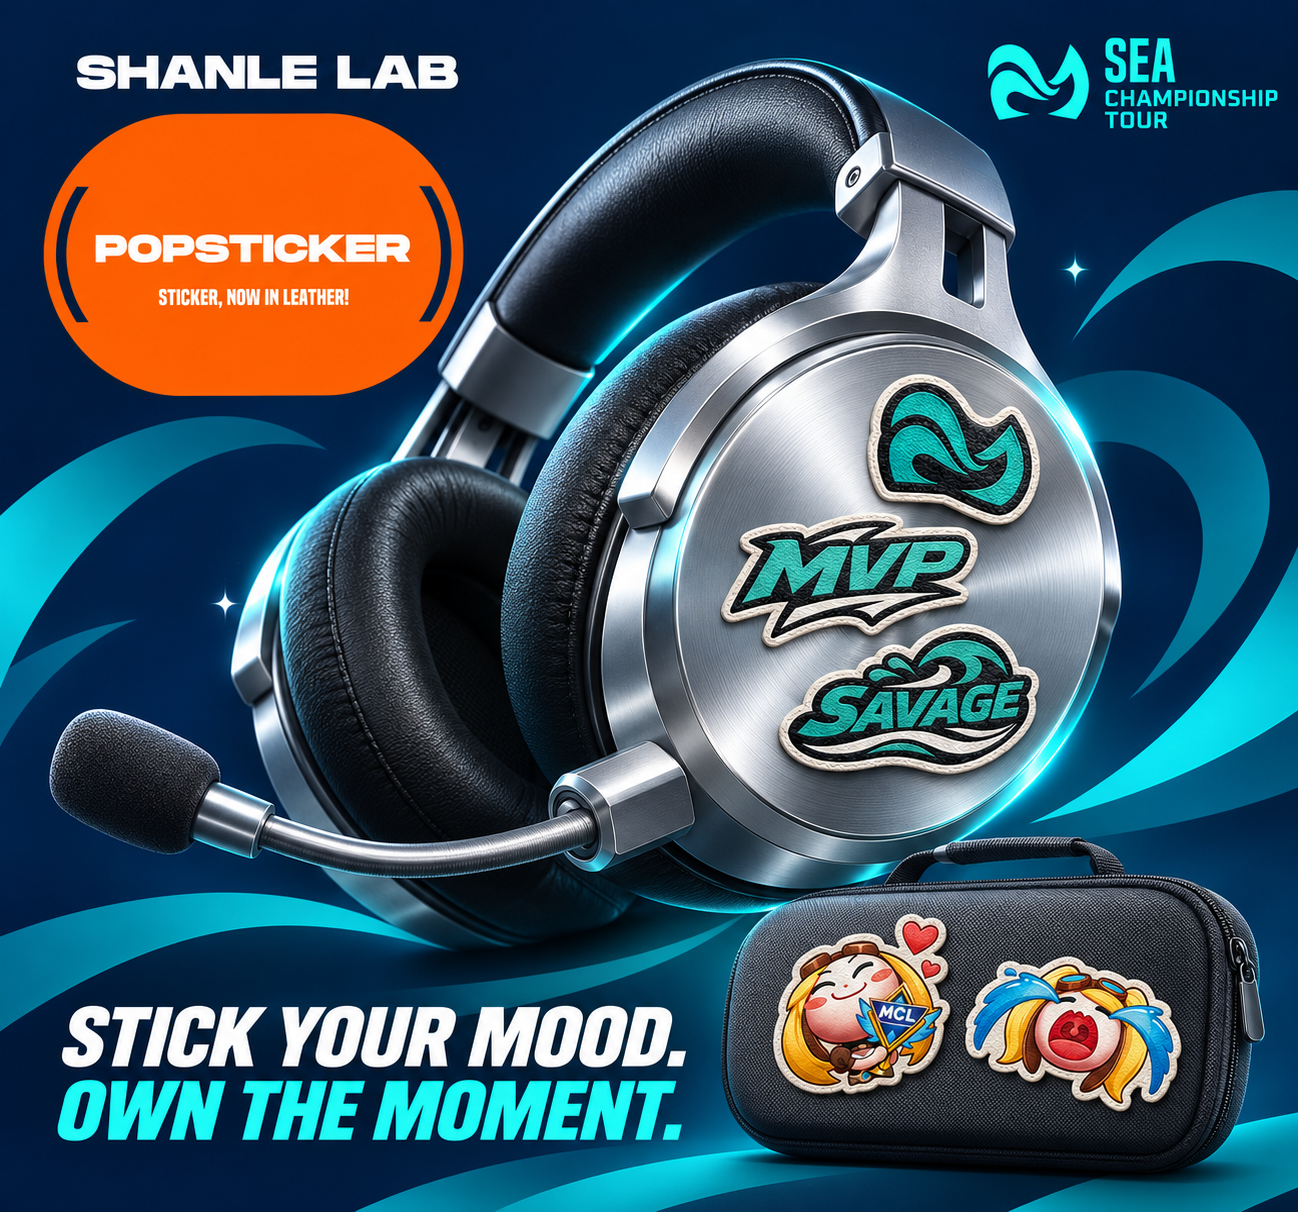 SHANLE LAB
POPSTICKER
STICKER, NOW IN LEATHER!
SEA
CHAMPIONSHIP
TOUR
MVP
SAVAGE
MCL
STICK YOUR MOOD.
OWN THE MOMENT.